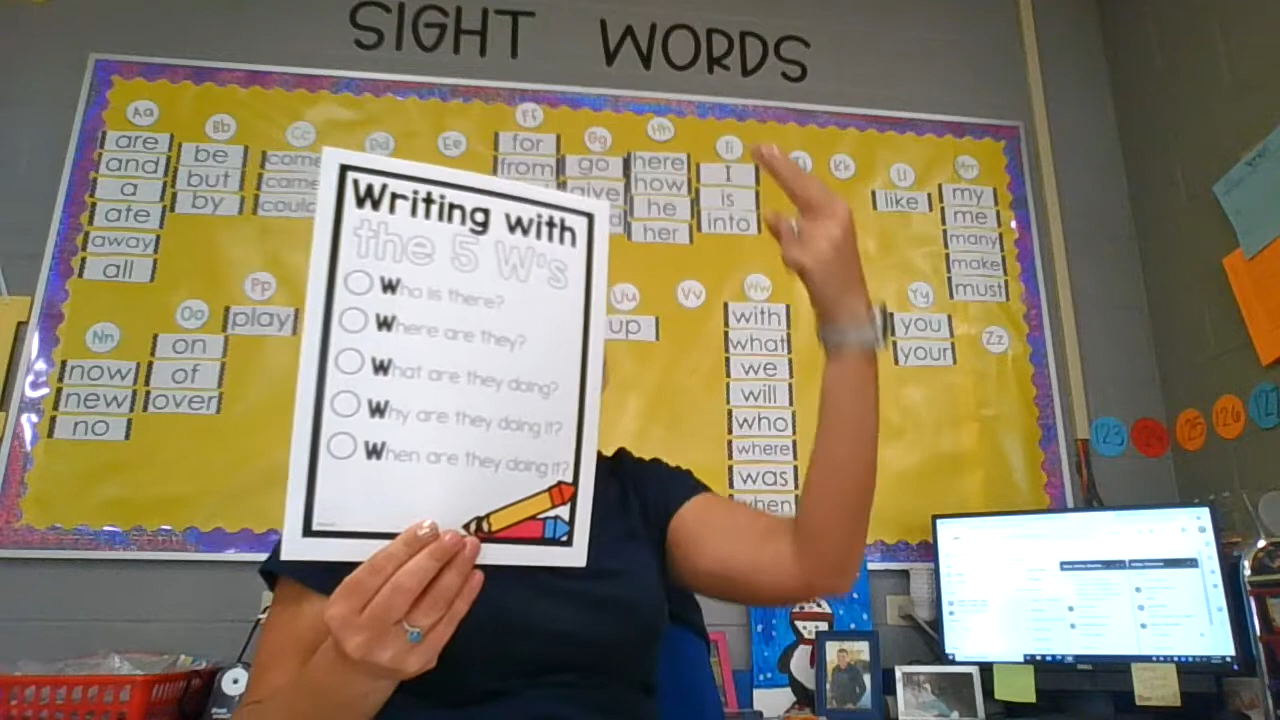 SIGHT WORDS
Aa
are
and
a
ate
away
all
Bb
be
but
by
Cc
come
came
could
Dd
Ee
Ff
for
from
Gg
go
give
Hh
here
how
he
her
Ii
I
is
into
Kk
Ll
like
Mm
my
me
many
make
must
Nn
now
new
no
Oo
on
of
over
Pp
play
Uu
up
Vv
Ww
with
what
we
will
who
where
was
when
Yy
you
your
Zz
Writing with
the 5 W's
Who is there?
Where are they?
What are they doing?
Why are they doing it?
When are they doing it?
123
125
126
DELL